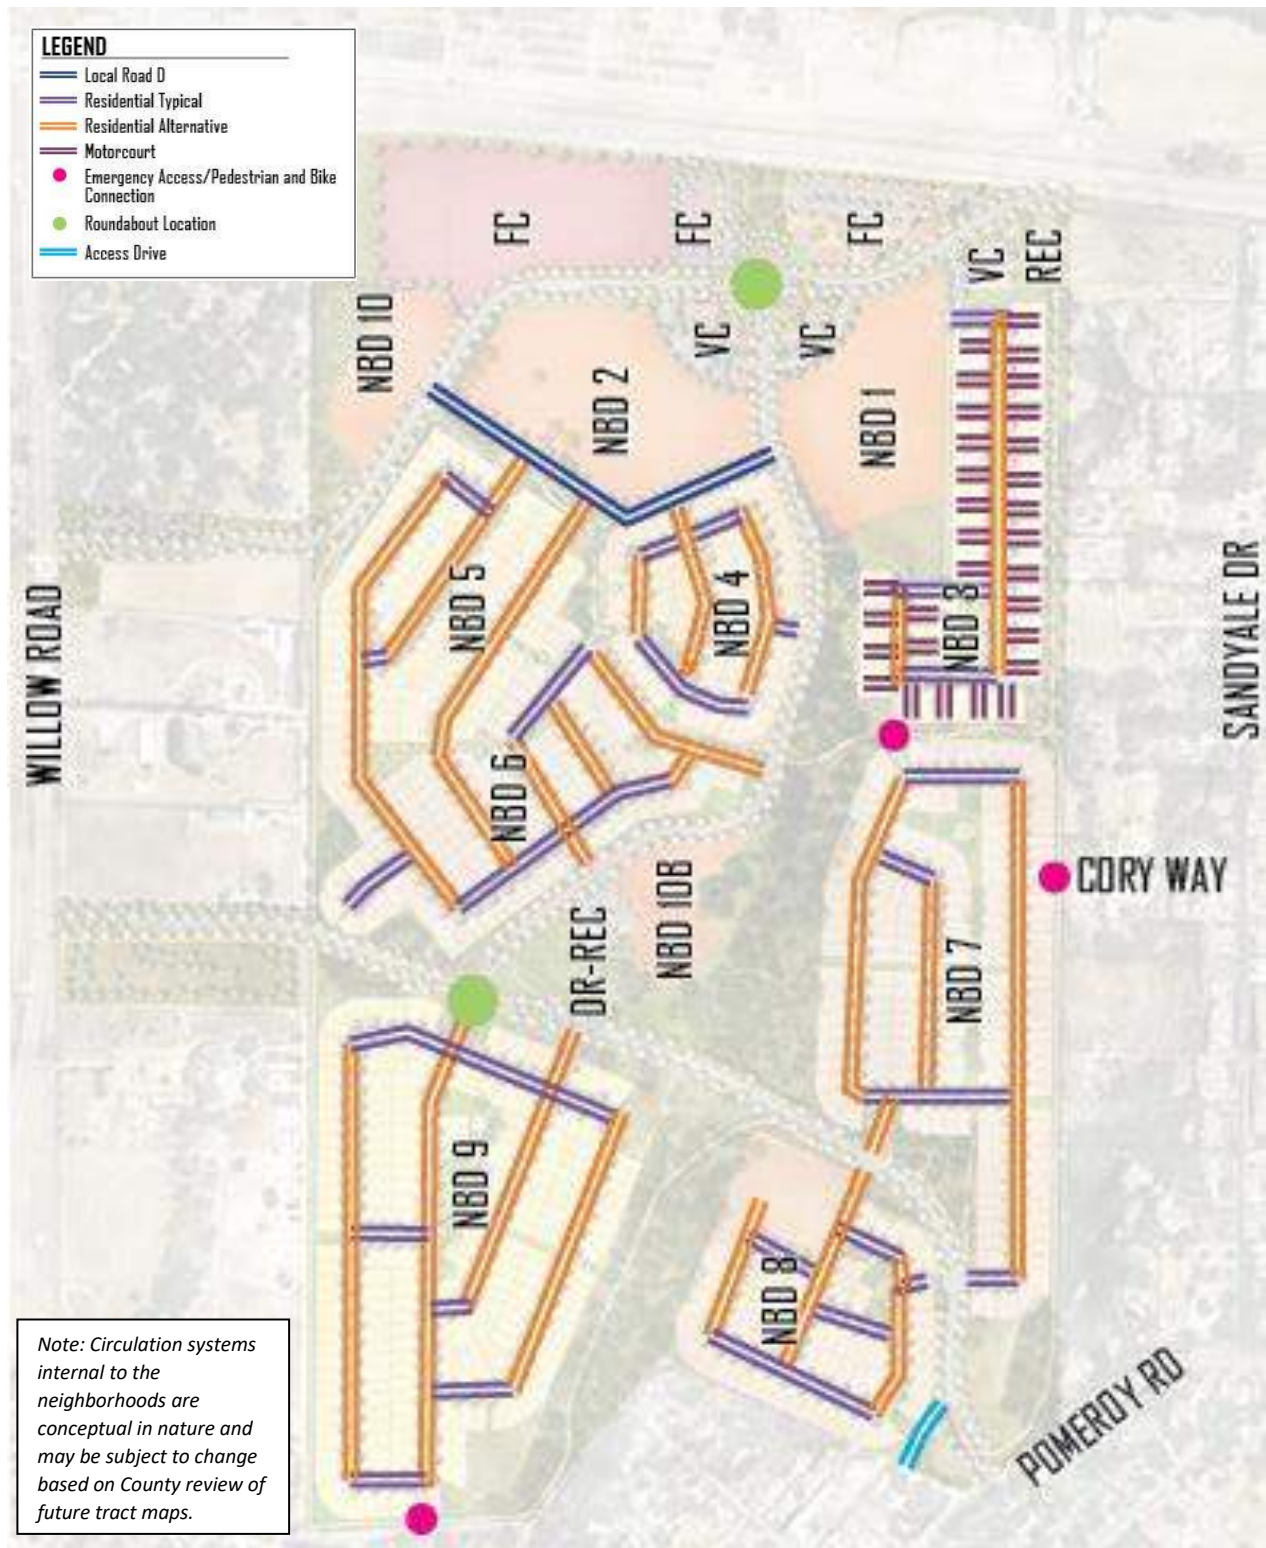 LEGEND
Local Road D
Residential Typical
Residential Alternative
Motorcourt
Emergency Access/Pedestrian and Bike
Connection
Roundabout Location
Access Drive
FC
FC
FC
VC
REC
NBD 10
VC
VC
NBD 2
NBD 1
NBD 5
NBD 4
NBD 3
WILLOW ROAD
SANDYALE DR
NBD 6
CORY WAY
NBD 10B
DR-REC
NBD 7
NBD 9
NBD 8
POMEROY RD
Note: Circulation systems
internal to the
neighborhoods are
conceptual in nature and
may be subject to change
based on County review of
future tract maps.